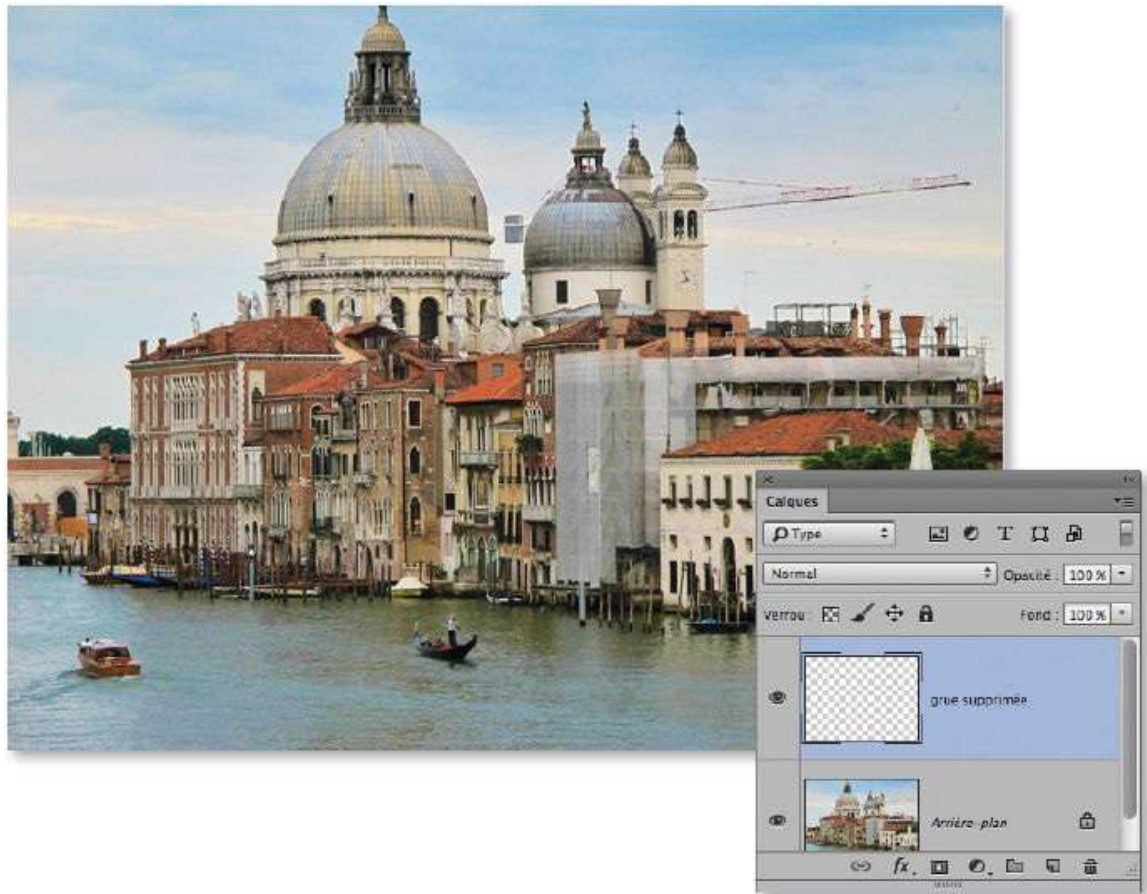 Calques
Type
Normal Opacité : 100 %
Verrou : Fond : 100 %
grue supprimée
Arrière-plan